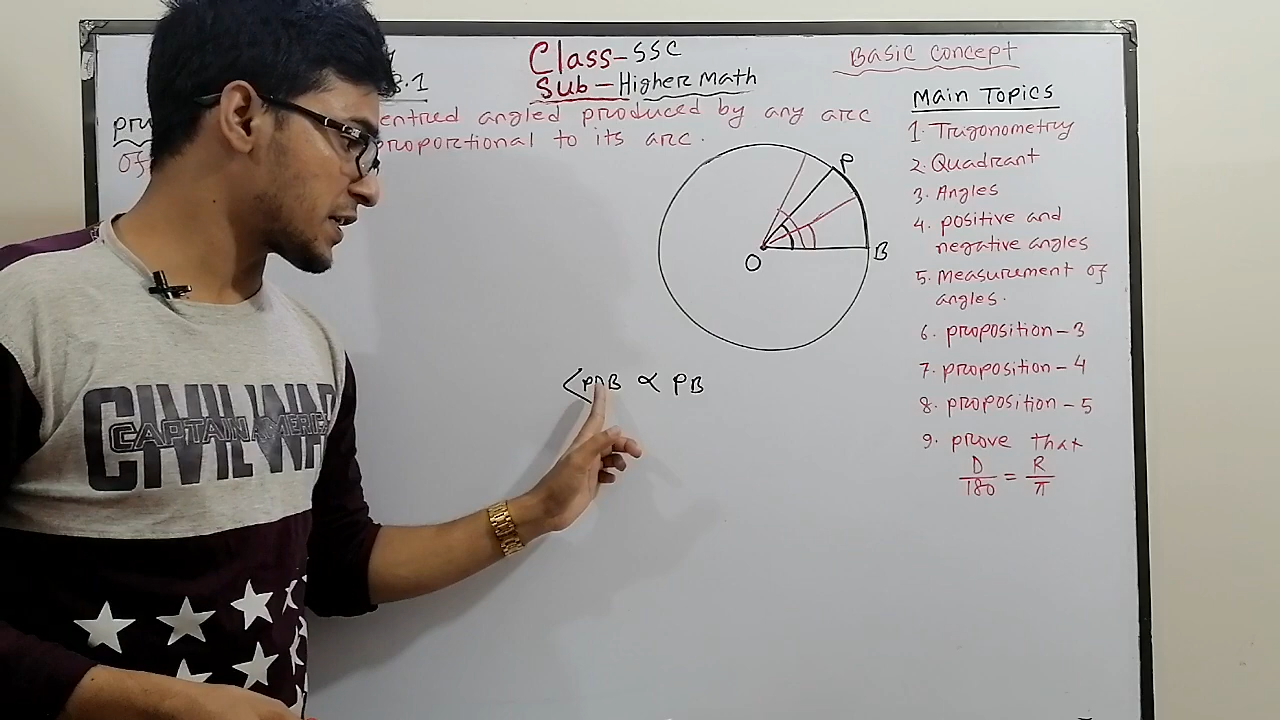 Class-SSC
Sub-Higher Math
Basic Concept
3.1
entred angled produced by any arc
of proportional to its arc.
Main Topics
1. Trigonometry
2. Quadrant
3. Angles
4. positive and
negative angles
5. Measurement of
angles.
6. proposition-3
7. proposition-4
8. proposition-5
9. prove that
D/180 = R/π
P
O
B
<POB ∝ PB
CIVIL WAR
CAPTAIN AMERICA